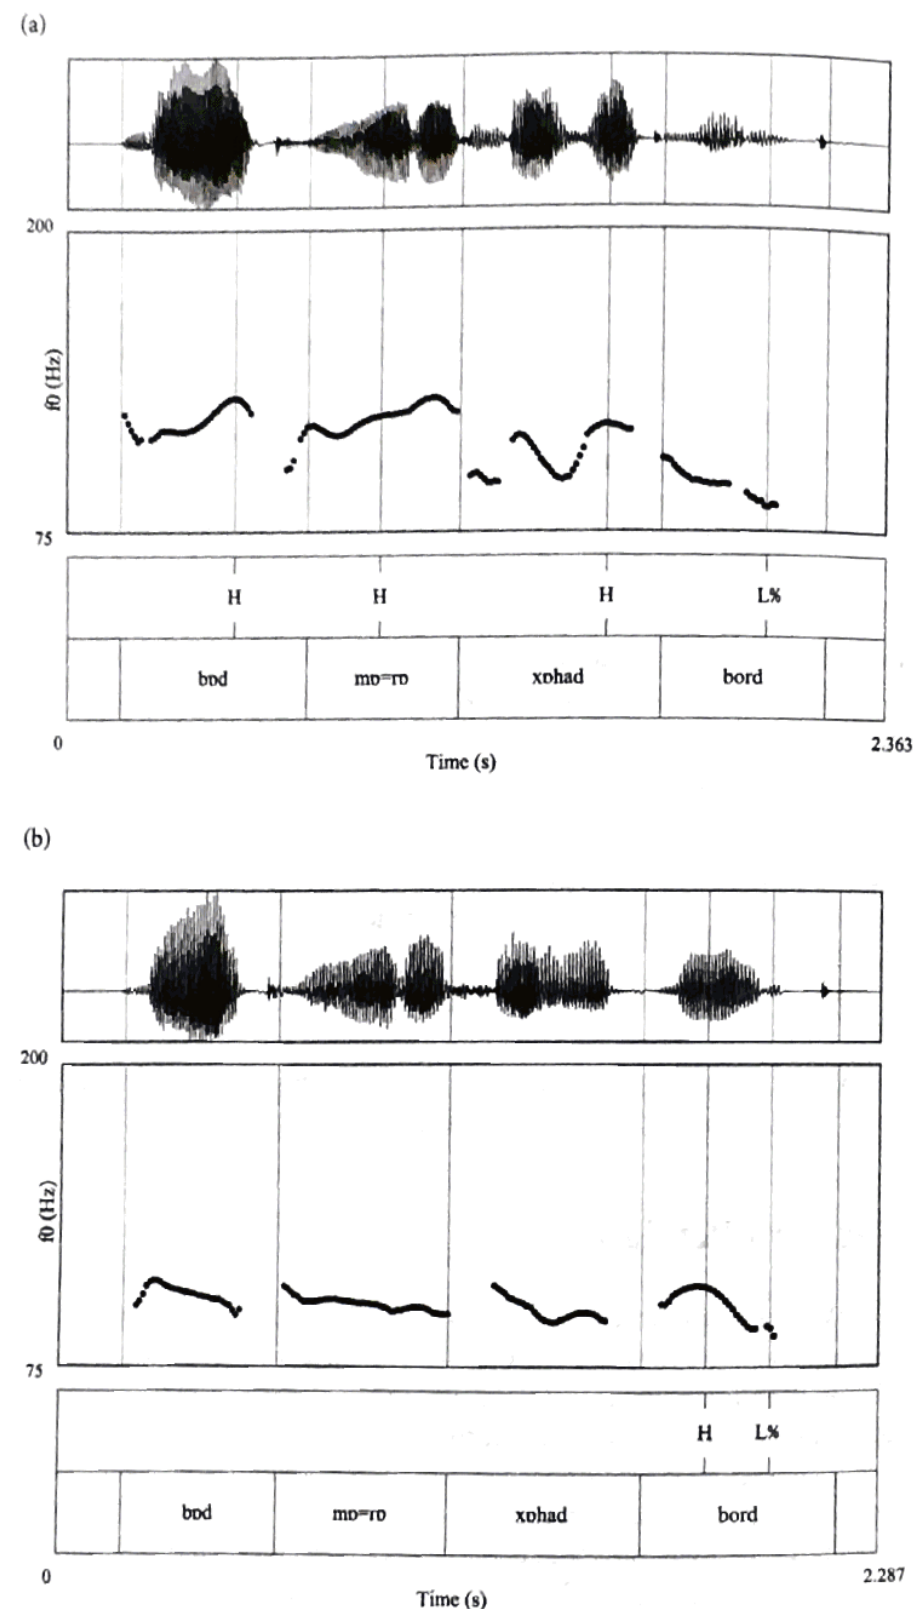 (a)
200
f0 (Hz)
75
H H H L%
bɒd mɒ=rɒ xɒhad bord
0 2.363
Time (s)
(b)
200
f0 (Hz)
75
H L%
bɒd mɒ=rɒ xɒhad bord
0 2.287
Time (s)